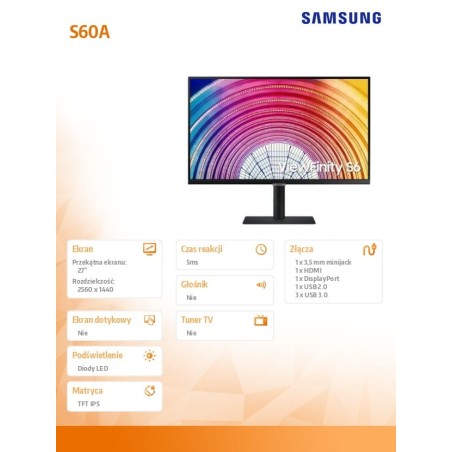 S60A
SAMSUNG
ViewFinity S6
Ekran
Przekątna ekranu:
27"
Rozdzielczość:
2560 x 1440
Ekran dotykowy
Nie
Podświetlenie
Diody LED
Matryca
TFT IPS
Czas reakcji
5ms
Głośnik
Nie
Tuner TV
Nie
Złącza
1 x 3,5 mm minijack
1 x HDMI
1 x DisplayPort
1 x USB 2.0
3 x USB 3.0